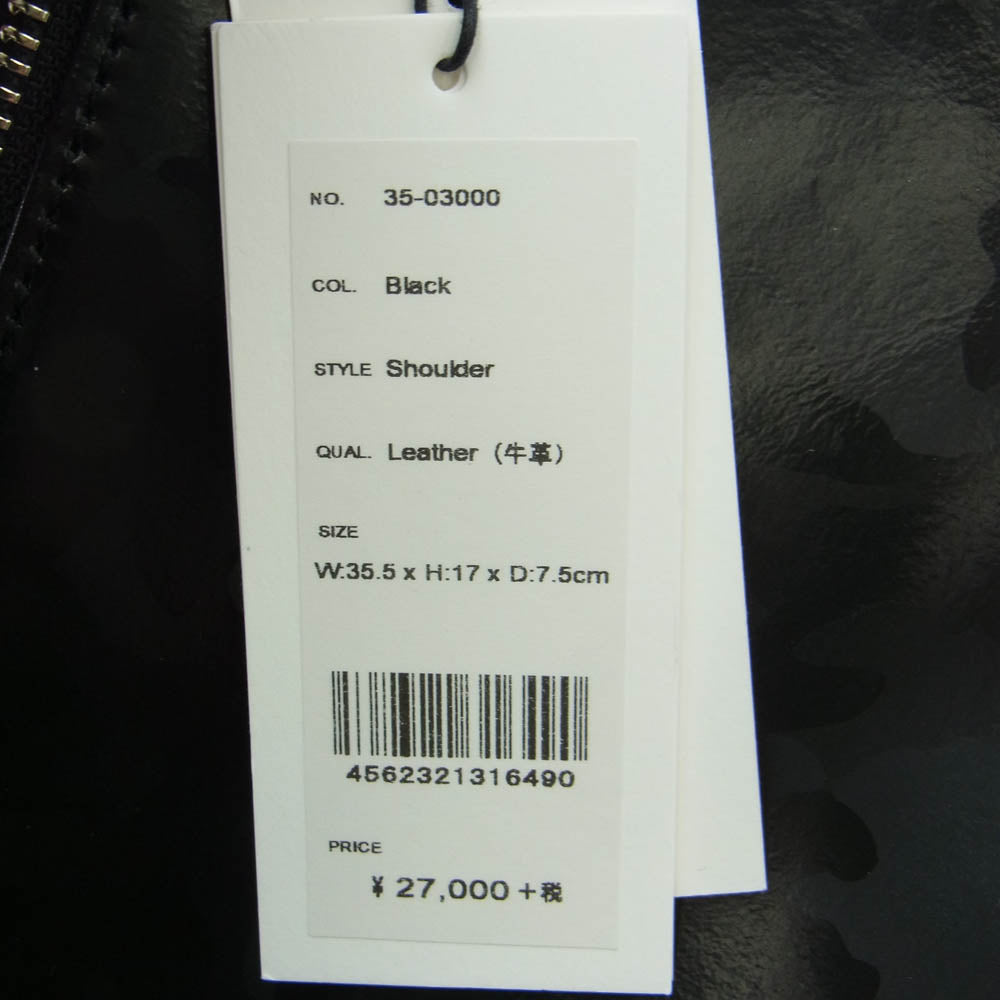 NO. 35-03000
COL. Black
STYLE Shoulder
QUAL. Leather（牛革）
SIZE
W:35.5 x H:17 x D:7.5cm
4562321316490
PRICE
¥ 27,000 +税